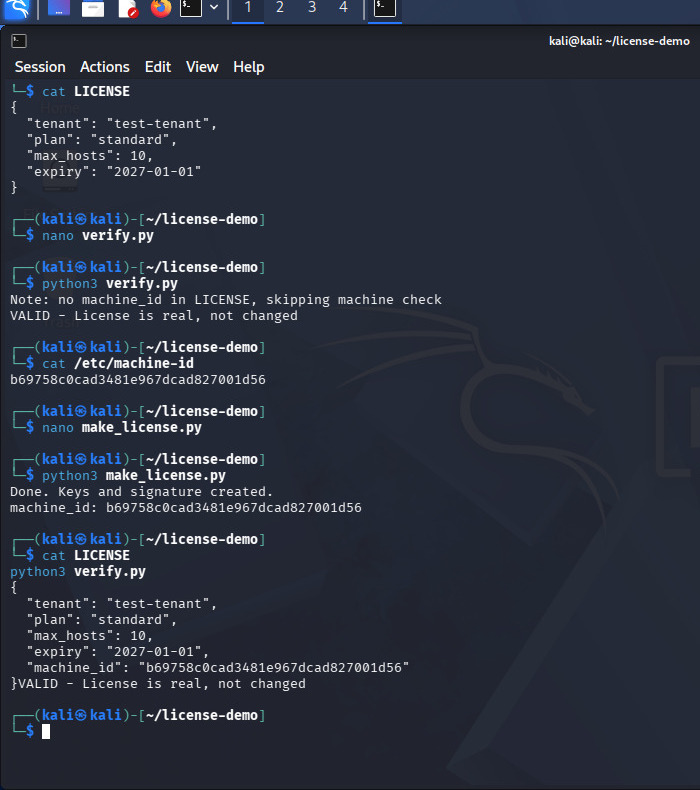 1 2 3 4
kali@kali: ~/license-demo
Session Actions Edit View Help
└─$ cat LICENSE
{
  "tenant": "test-tenant",
  "plan": "standard",
  "max_hosts": 10,
  "expiry": "2027-01-01"
}
┌──(kali㉿kali)-[~/license-demo]
└─$ nano verify.py
┌──(kali㉿kali)-[~/license-demo]
└─$ python3 verify.py
Note: no machine_id in LICENSE, skipping machine check
VALID - License is real, not changed
┌──(kali㉿kali)-[~/license-demo]
└─$ cat /etc/machine-id
b69758c0cad3481e967dcad827001d56
┌──(kali㉿kali)-[~/license-demo]
└─$ nano make_license.py
┌──(kali㉿kali)-[~/license-demo]
└─$ python3 make_license.py
Done. Keys and signature created.
machine_id: b69758c0cad3481e967dcad827001d56
┌──(kali㉿kali)-[~/license-demo]
└─$ cat LICENSE
python3 verify.py
{
  "tenant": "test-tenant",
  "plan": "standard",
  "max_hosts": 10,
  "expiry": "2027-01-01",
  "machine_id": "b69758c0cad3481e967dcad827001d56"
}VALID - License is real, not changed
┌──(kali㉿kali)-[~/license-demo]
└─$